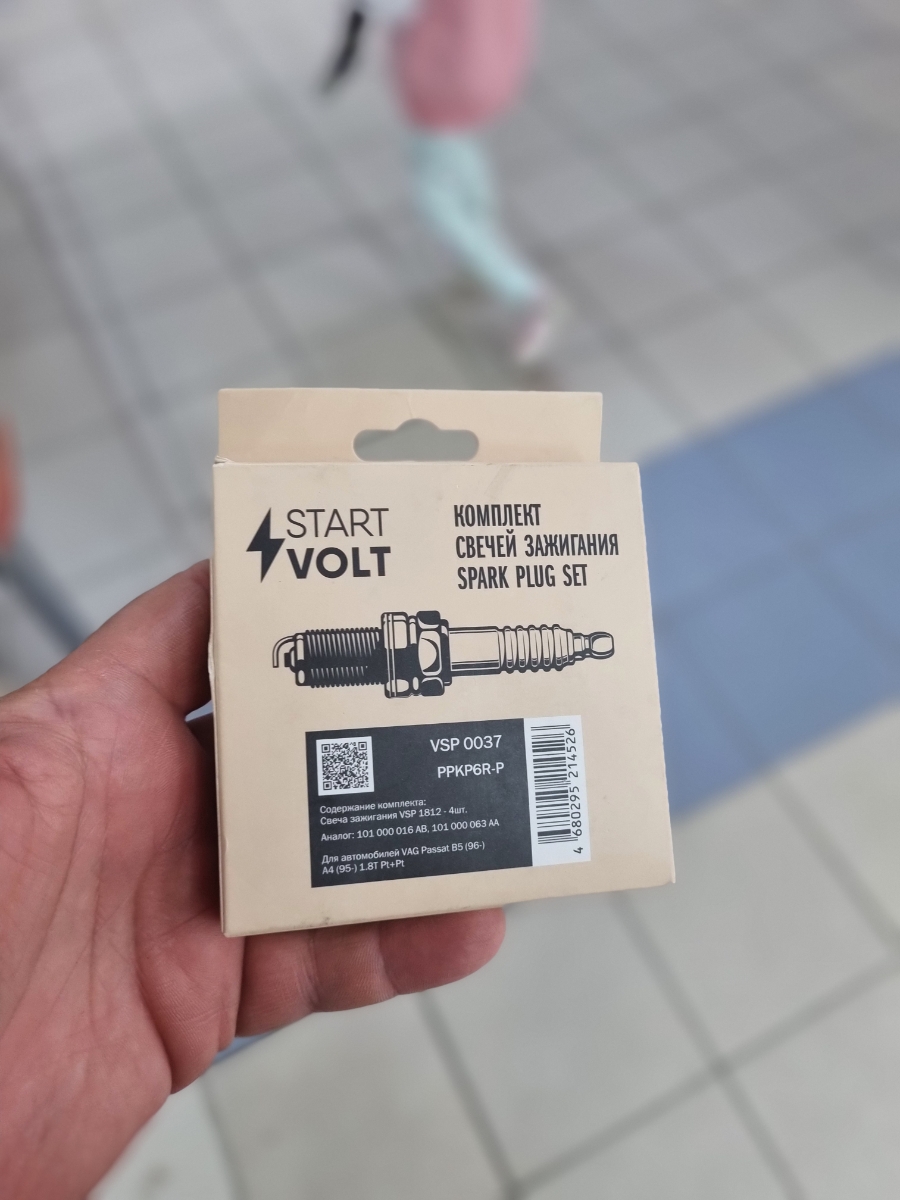 START
VOLT
КОМПЛЕКТ
СВЕЧЕЙ ЗАЖИГАНИЯ
SPARK PLUG SET
VSP 0037
PPKP6R-P
Содержание комплекта:
Свеча зажигания VSP 1812 - 4шт.
Аналог: 101 000 016 AB, 101 000 063 AA
Для автомобилей VAG Passat B5 (96-)
A4 (95-) 1.8T Pt+Pt
4 680295 214526